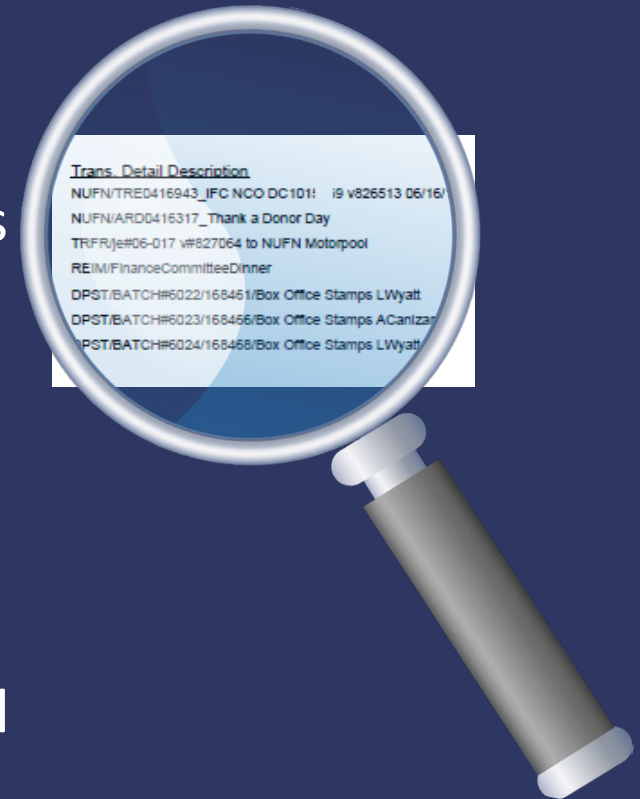 Trans. Detail Description
NUFN/TRE0416943_IFC NCO DC101 i9 v826513 06/16/
NUFN/ARD0416317_Thank a Donor Day
TRFR/je#06-017 v#827064 to NUFN Motorpool
REIM/FinanceCommitteeDinner
DPST/BATCH#6022/168461/Box Office Stamps LWyatt
DPST/BATCH#6023/168466/Box Office Stamps ACanizar
PST/BATCH#6024/168468/Box Office Stamps LWyatt
s